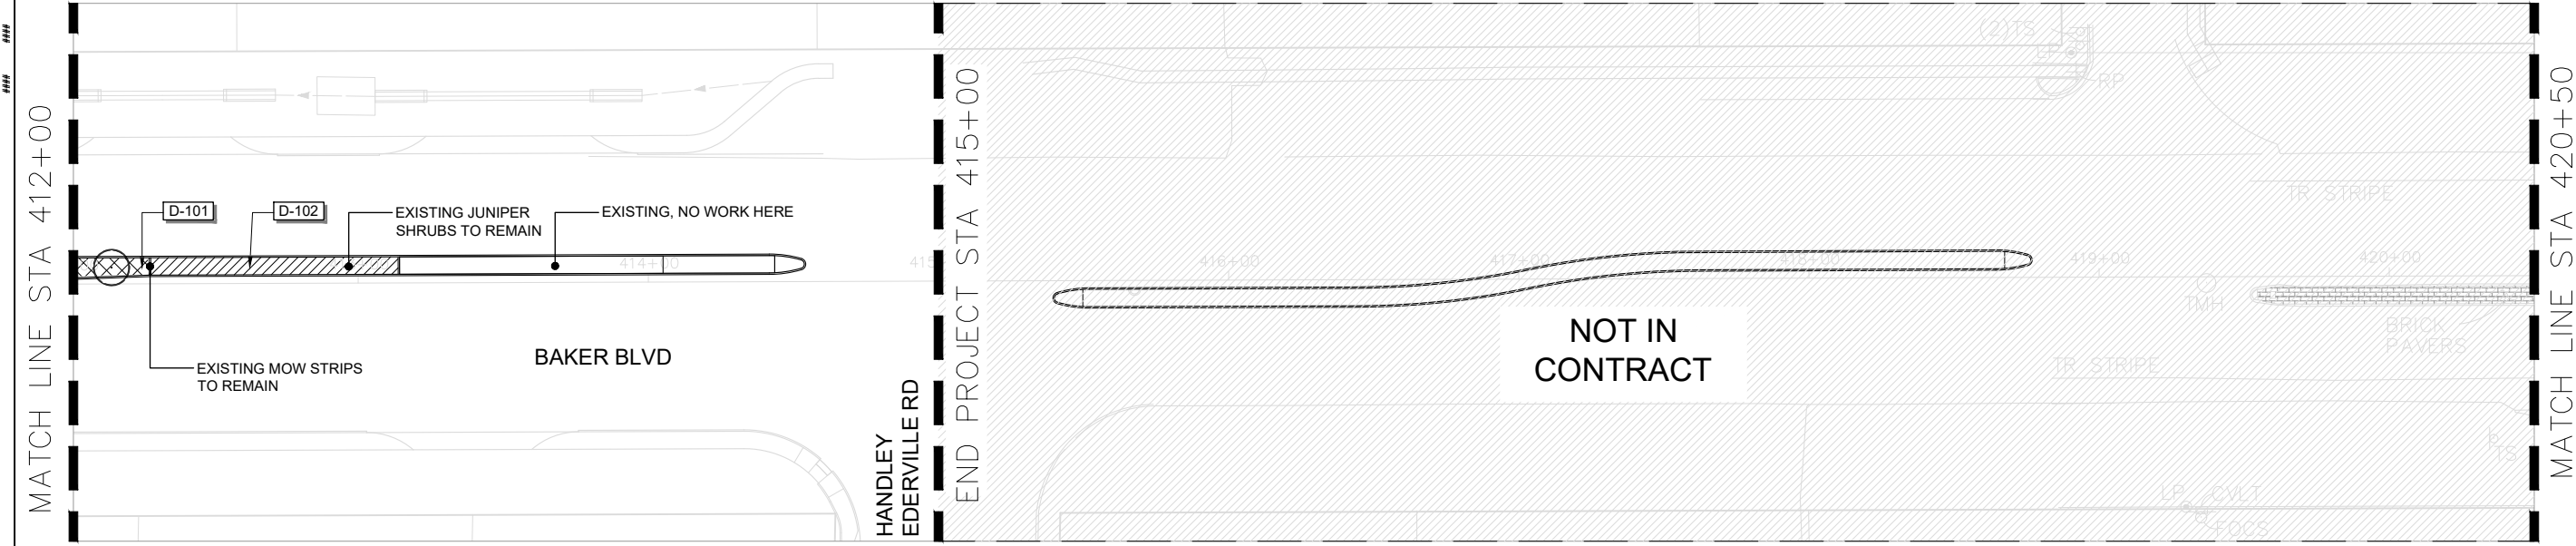 ####
####
MATCH LINE STA 412+00
D-101
D-102
EXISTING JUNIPER
SHRUBS TO REMAIN
EXISTING, NO WORK HERE
414+00
415
EXISTING MOW STRIPS
TO REMAIN
BAKER BLVD
HANDLEY
EDERVILLE RD
END PROJECT STA 415+00
416+00
417+00
418+00
419+00
420+00
(2)TS
LP
RP
TR STRIPE
TMH
BRICK
PAVERS
TR STRIPE
NOT IN
CONTRACT
TS
LP
CVLT
FOCS
MATCH LINE STA 420+50